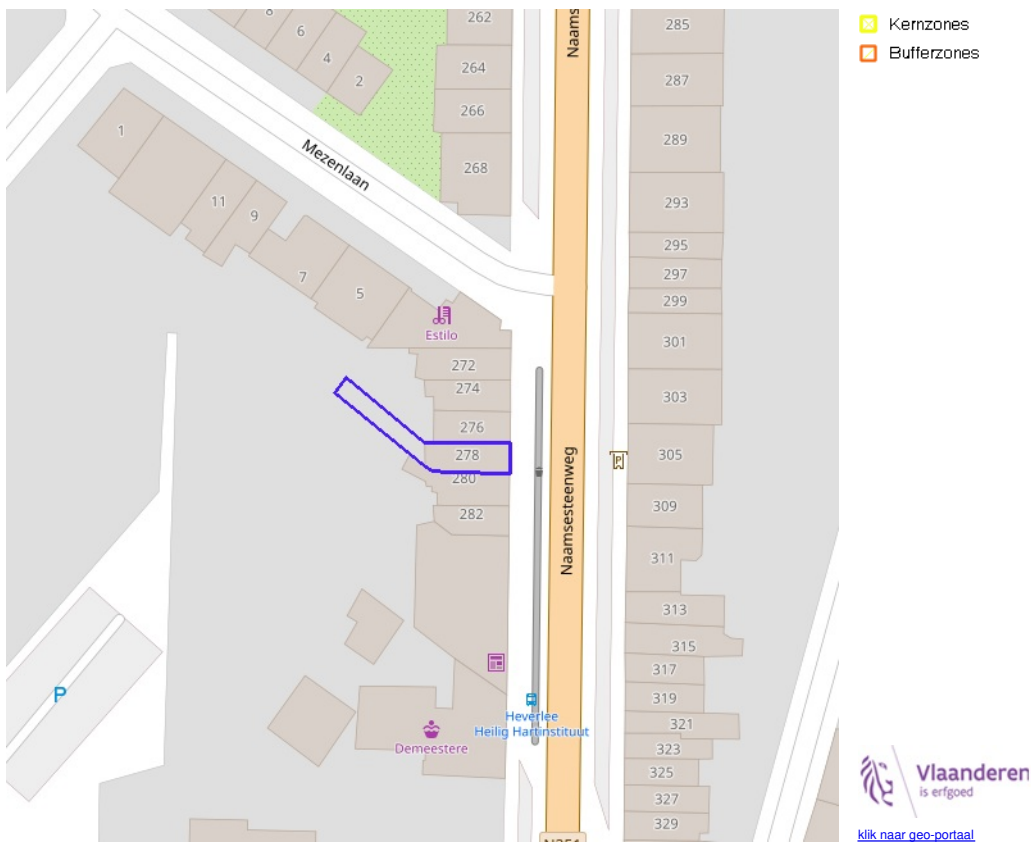 8
6
4
2
262
264
266
268
Naams
285
287
289
293
295
297
299
301
303
305
309
311
313
315
317
319
321
323
325
327
329
Mezenlaan
1
11
9
7
5
Estilo
272
274
276
278
280
282
Naamsesteenweg
P
P
Heverlee
Heilig Hartinstituut
Demeestere
N251
Kernzones
Bufferzones
Vlaanderen
is erfgoed
klik naar geo-portaal